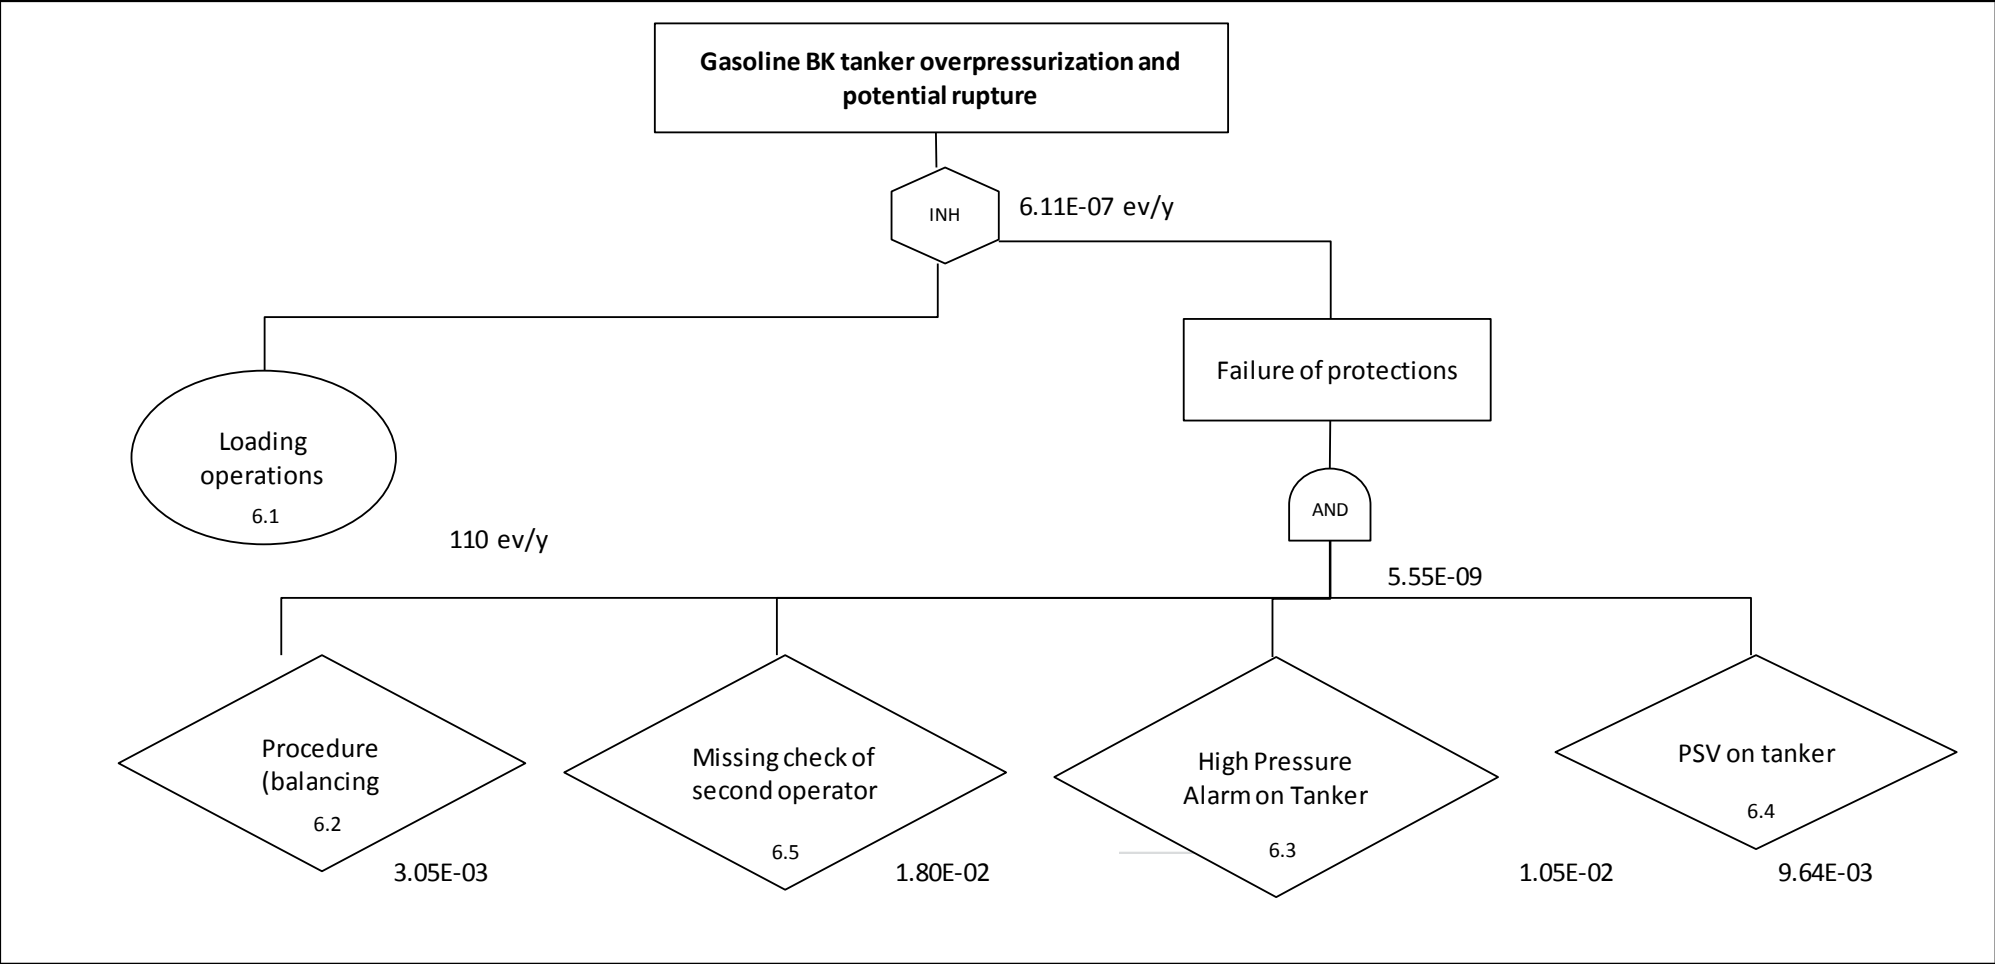 Gasoline BK tanker overpressurization and
potential rupture
INH
6.11E-07 ev/y
Failure of protections
Loading
operations
6.1
AND
110 ev/y
5.55E-09
Procedure
(balancing
6.2
3.05E-03
Missing check of
second operator
6.5
1.80E-02
High Pressure
Alarm on Tanker
6.3
1.05E-02
PSV on tanker
6.4
9.64E-03